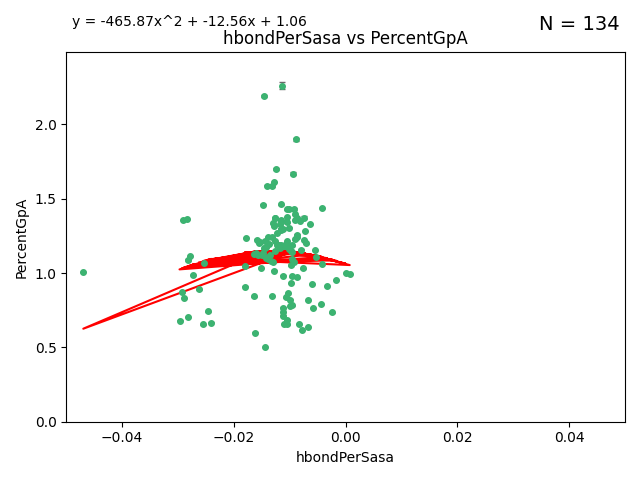 y = -465.87x^2 + -12.56x + 1.06
N = 134
hbondPerSasa vs PercentGpA
PercentGpA
2.0
1.5
1.0
0.5
0.0
−0.04
−0.02
0.00
0.02
0.04
hbondPerSasa